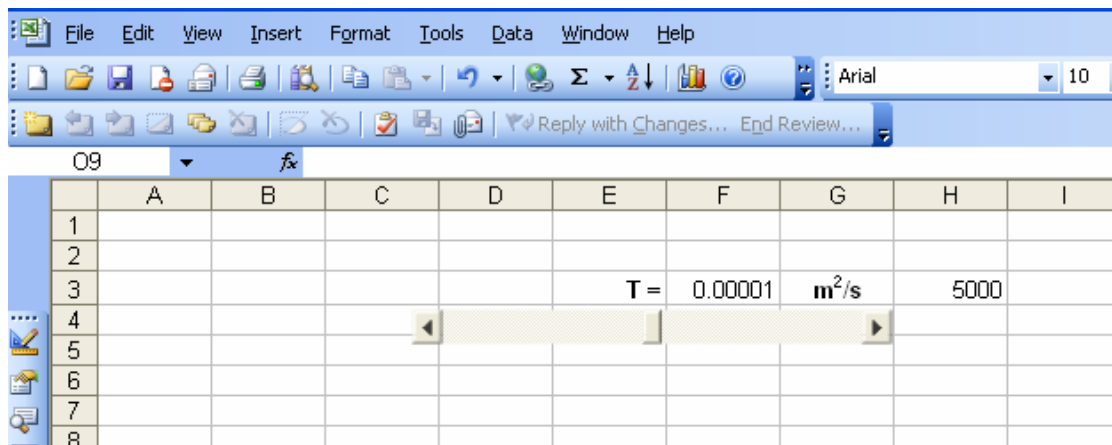 File Edit View Insert Format Tools Data Window Help
Σ A Z Arial 10
Reply with Changes... End Review...
O9 fx
A B C D E F G H I
1
2
3 T = 0.00001 m²/s 5000
4
5
6
7
8